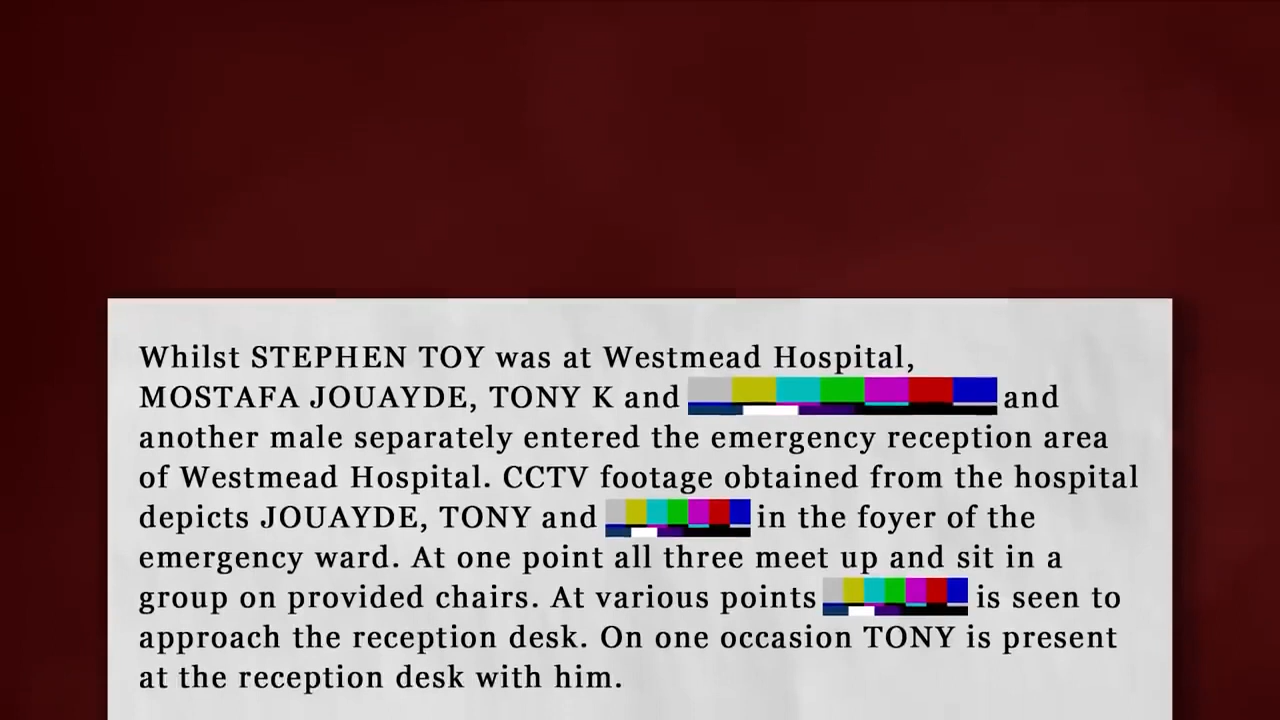 Whilst STEPHEN TOY was at Westmead Hospital,
MOSTAFA JOUAYDE, TONY K and and
another male separately entered the emergency reception area
of Westmead Hospital. CCTV footage obtained from the hospital
depicts JOUAYDE, TONY and in the foyer of the
emergency ward. At one point all three meet up and sit in a
group on provided chairs. At various points is seen to
approach the reception desk. On one occasion TONY is present
at the reception desk with him.